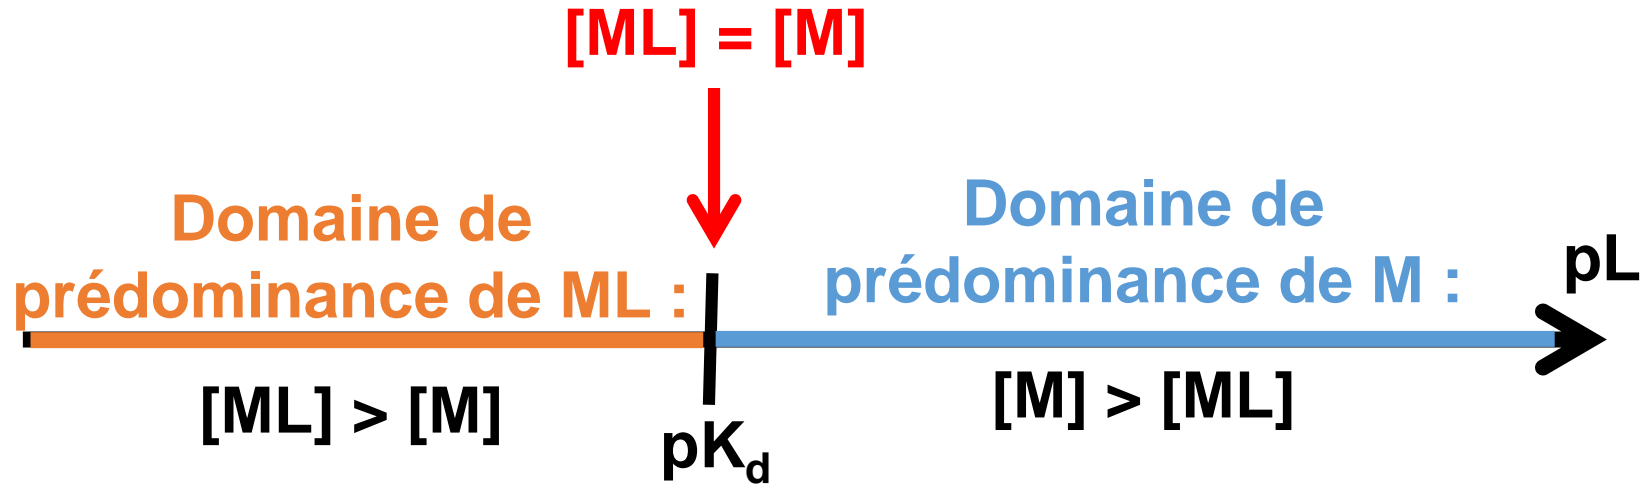 [ML] = [M]
Domaine de
prédominance de ML :
Domaine de
prédominance de M :
pL
[ML] > [M]
pKd
[M] > [ML]